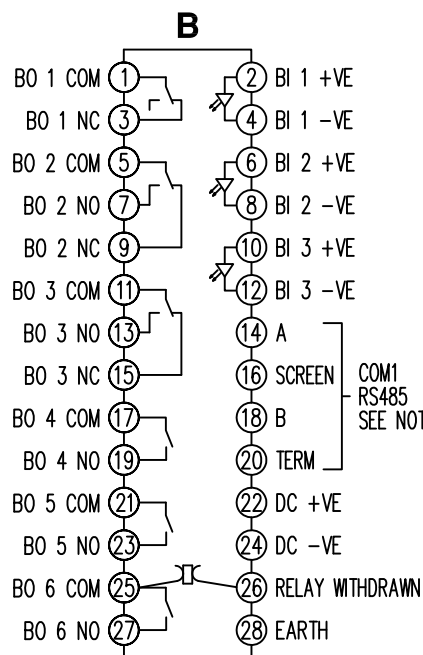 B
BO 1 COM 1 2 BI 1 +VE
BO 1 NC 3 4 BI 1 -VE
BO 2 COM 5 6 BI 2 +VE
BO 2 NO 7 8 BI 2 -VE
BO 2 NC 9 10 BI 3 +VE
BO 3 COM 11 12 BI 3 -VE
BO 3 NO 13 14 A
BO 3 NC 15 16 SCREEN
COM1
RS485
SEE NOT
BO 4 COM 17 18 B
BO 4 NO 19 20 TERM
BO 5 COM 21 22 DC +VE
BO 5 NO 23 24 DC -VE
BO 6 COM 25 26 RELAY WITHDRAWN
BO 6 NO 27 28 EARTH